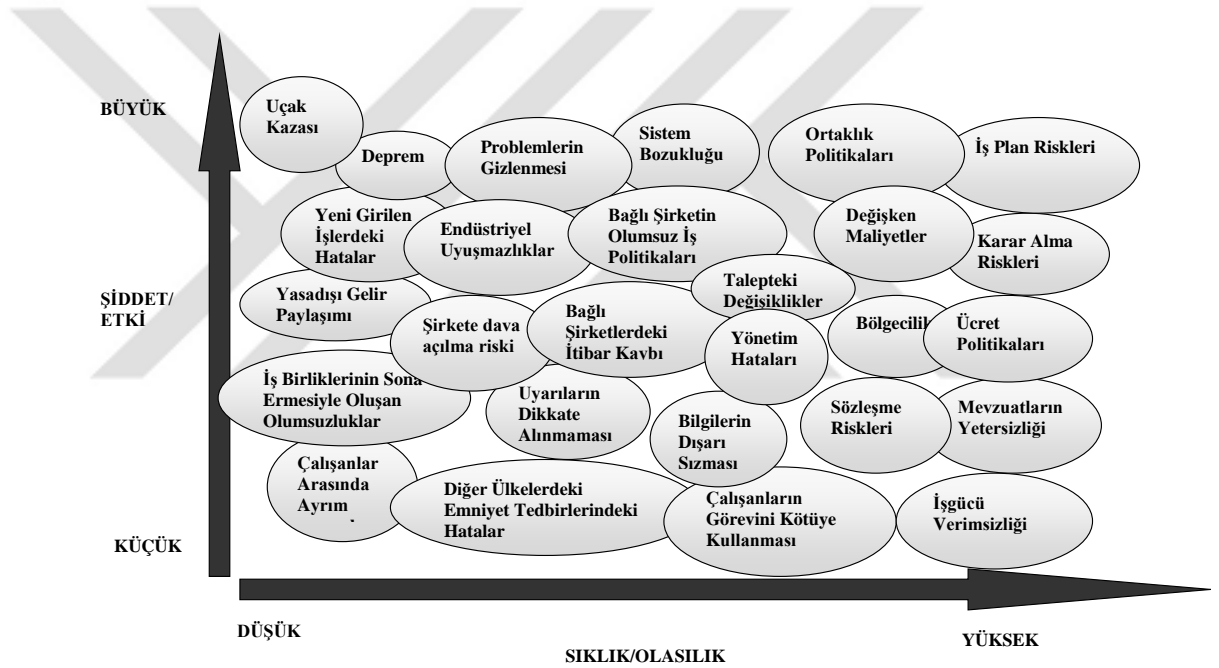 BÜYÜK
Uçak
Kazası
Deprem
Problemlerin
Gizlenmesi
Sistem
Bozukluğu
Ortaklık
Politikaları
İş Plan Riskleri
Yeni Girilen
İşlerdeki
Hatalar
Endüstriyel
Uyuşmazlıklar
Bağlı Şirketin
Olumsuz İş
Politikaları
Değişken
Maliyetler
Karar Alma
Riskleri
ŞİDDET/
ETKİ
Yasadışı Gelir
Paylaşımı
Şirkete dava
açılma riski
Bağlı
Şirketlerdeki
İtibar Kaybı
Talepteki
Değişiklikler
Yönetim
Hataları
Bölgecilik
Ücret
Politikaları
İş Birliklerinin Sona
Ermesiyle Oluşan
Olumsuzluklar
Uyarıların
Dikkate
Alınmaması
Bilgilerin
Dışarı
Sızması
Sözleşme
Riskleri
Mevzuatların
Yetersizliği
Çalışanlar
Arasında
Ayrım
Diğer Ülkelerdeki
Emniyet Tedbirlerindeki
Hatalar
Çalışanların
Görevini Kötüye
Kullanması
İşgücü
Verimsizliği
KÜÇÜK
DÜŞÜK
SIKLIK/OLASILIK
YÜKSEK